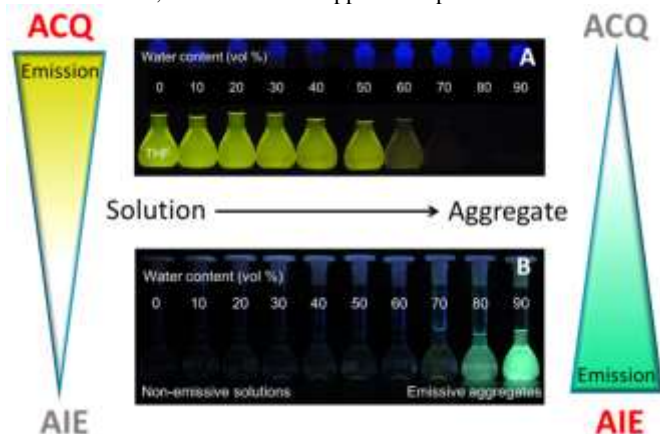 ACQ
Emission
Water content (vol %)
A
0 10 20 30 40 50 60 70 80 90
THF
ACQ
Solution
Aggregate
Water content (vol %)
B
0 10 20 30 40 50 60 70 80 90
Non-emissive solutions
Emissive aggregates
Emission
AIE
AIE